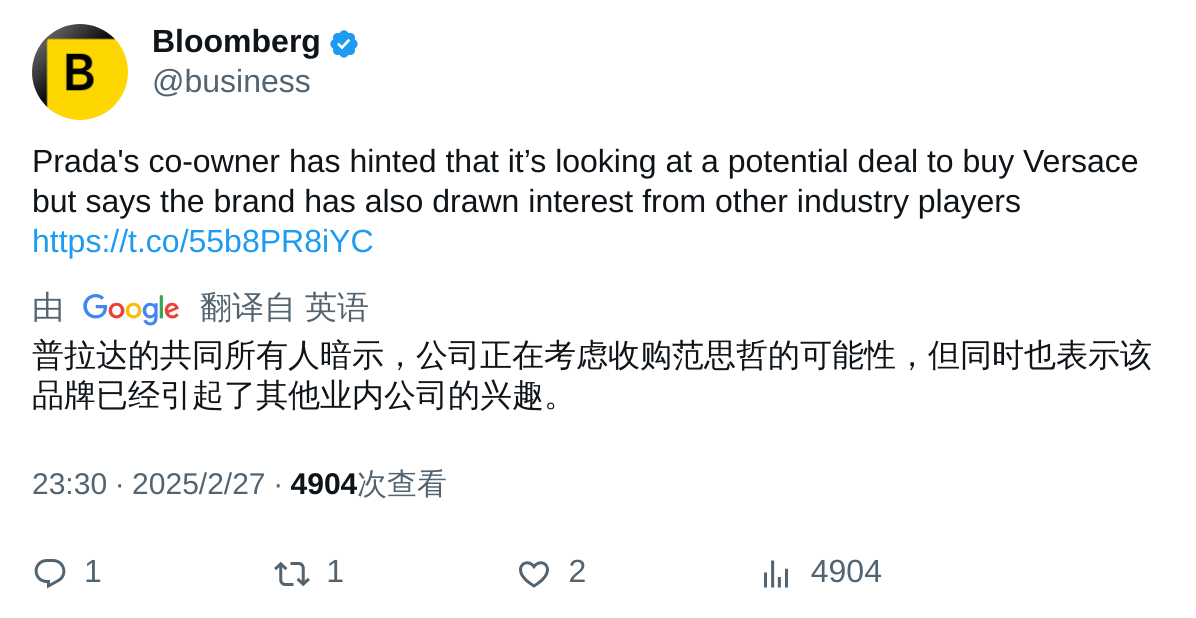 B
Bloomberg
@business
Prada's co-owner has hinted that it’s looking at a potential deal to buy Versace
but says the brand has also drawn interest from other industry players
https://t.co/55b8PR8iYC
由 Google 翻译自 英语
普拉达的共同所有人暗示，公司正在考虑收购范思哲的可能性，但同时也表示该
品牌已经引起了其他业内公司的兴趣。
23:30 · 2025/2/27 · 4904次查看
1 1 2 4904